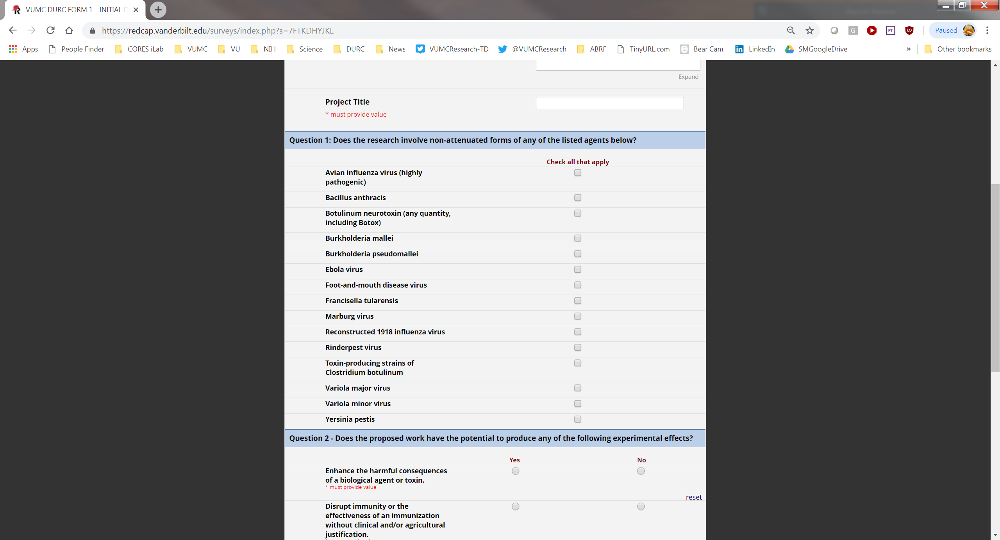 VUMC DURC FORM 1 - INITIAL D
https://redcap.vanderbilt.edu/surveys/index.php?s=7FTKDHYJKL
G
PT
Paused
Apps People Finder CORES iLab VUMC VU NIH Science DURC News VUMCResearch-TD @VUMCResearch ABRF TinyURL.com Bear Cam LinkedIn SMGoogleDrive » Other bookmarks
Expand
Project Title
* must provide value
Question 1: Does the research involve non-attenuated forms of any of the listed agents below?
Check all that apply
Avian influenza virus (highly
pathogenic)
Bacillus anthracis
Botulinum neurotoxin (any quantity,
including Botox)
Burkholderia mallei
Burkholderia pseudomallei
Ebola virus
Foot-and-mouth disease virus
Francisella tularensis
Marburg virus
Reconstructed 1918 influenza virus
Rinderpest virus
Toxin-producing strains of
Clostridium botulinum
Variola major virus
Variola minor virus
Yersinia pestis
Question 2 - Does the proposed work have the potential to produce any of the following experimental effects?
Yes No
Enhance the harmful consequences
of a biological agent or toxin.
* must provide value
reset
Disrupt immunity or the
effectiveness of an immunization
without clinical and/or agricultural
justification.